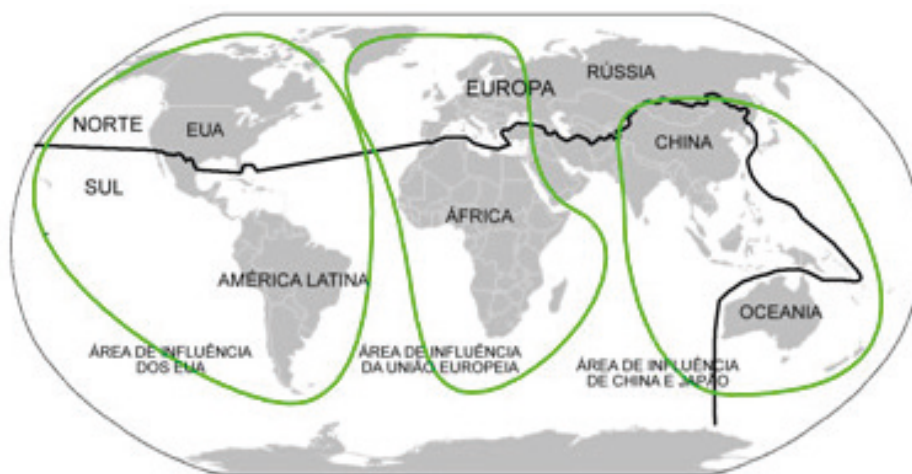 RÚSSIA
EUROPA
NORTE
EUA
CHINA
SUL
ÁFRICA
AMÉRICA LATINA
OCEANIA
ÁREA DE INFLUÊNCIA
DOS EUA
ÁREA DE INFLUÊNCIA
DA UNIÃO EUROPEIA
ÁREA DE INFLUÊNCIA
DE CHINA E JAPÃO